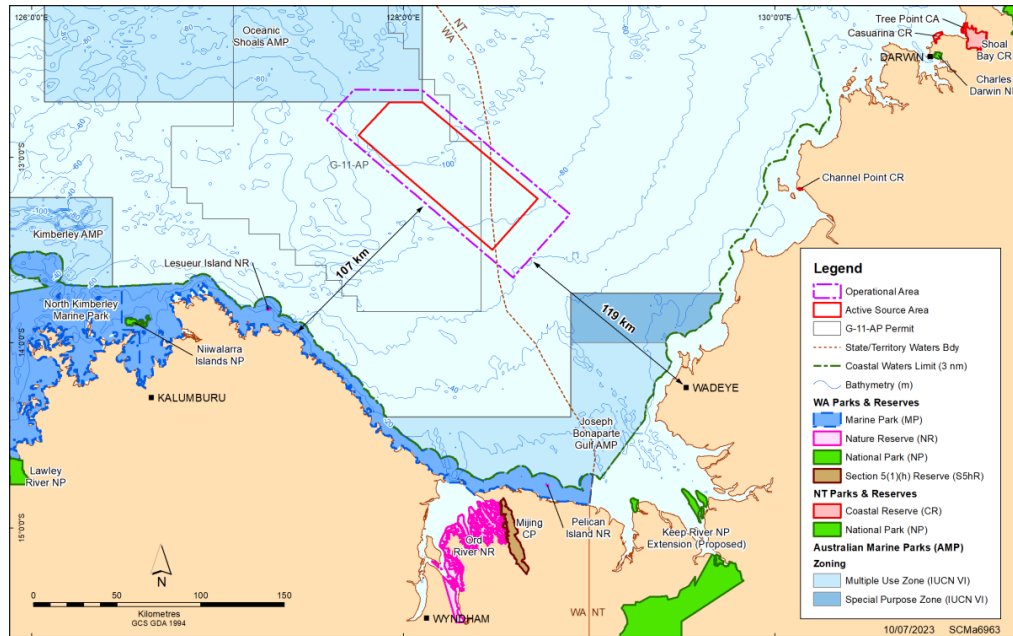 126°0'0"E
128°0'0"E
130°0'0"E
Oceanic
Shoals AMP
NT
WA
Tree Point CA
Casuarina CR
Shoal
Bay CR
DARWIN
Charles
Darwin NP
13°0'0"S
G-11-AP
-100
Channel Point CR
Kimberley AMP
Lesueur Island NR
107 km
North Kimberley
Marine Park
Niiwalarra
Islands NP
14°0'0"S
119 km
WADEYE
KALUMBURU
Joseph
Bonaparte
Gulf AMP
Lawley
River NP
15°0'0"S
Ord
River NR
Mijing
CP
Pelican
Island NR
Keep River NP
Extension (Proposed)
N
WA
NT
WYNDHAM
0 50 100 150
Kilometres
GCS GDA 1994
Legend
Operational Area
Active Source Area
G-11-AP Permit
State/Territory Waters Bdy
Coastal Waters Limit (3 nm)
Bathymetry (m)
WA Parks & Reserves
Marine Park (MP)
Nature Reserve (NR)
National Park (NP)
Section 5(1)(h) Reserve (S5hR)
NT Parks & Reserves
Coastal Reserve (CR)
National Park (NP)
Australian Marine Parks (AMP)
Zoning
Multiple Use Zone (IUCN VI)
Special Purpose Zone (IUCN VI)
10/07/2023 SCMa6963